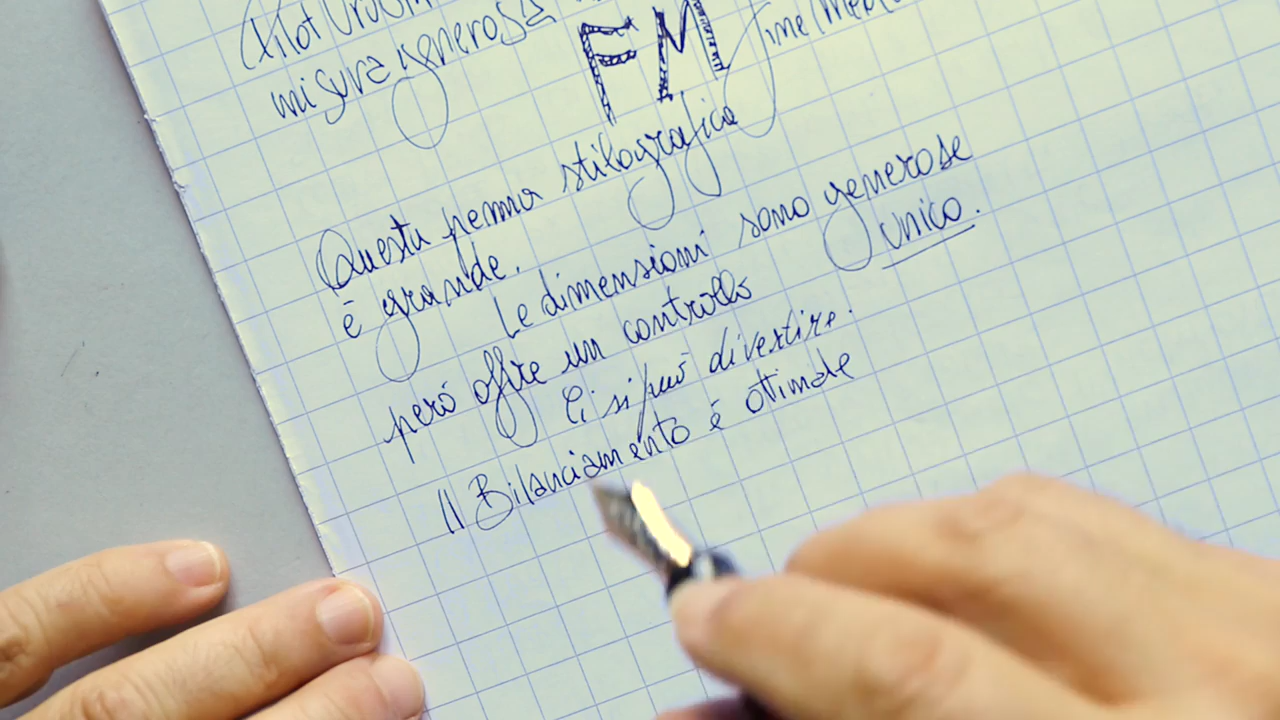 misura generosa
FM
Questa penna stilografica
è grande.
Le dimensioni sono generose
però offre un controllo unico.
Ci si può divertire.
Il Bilanciamento è ottimale